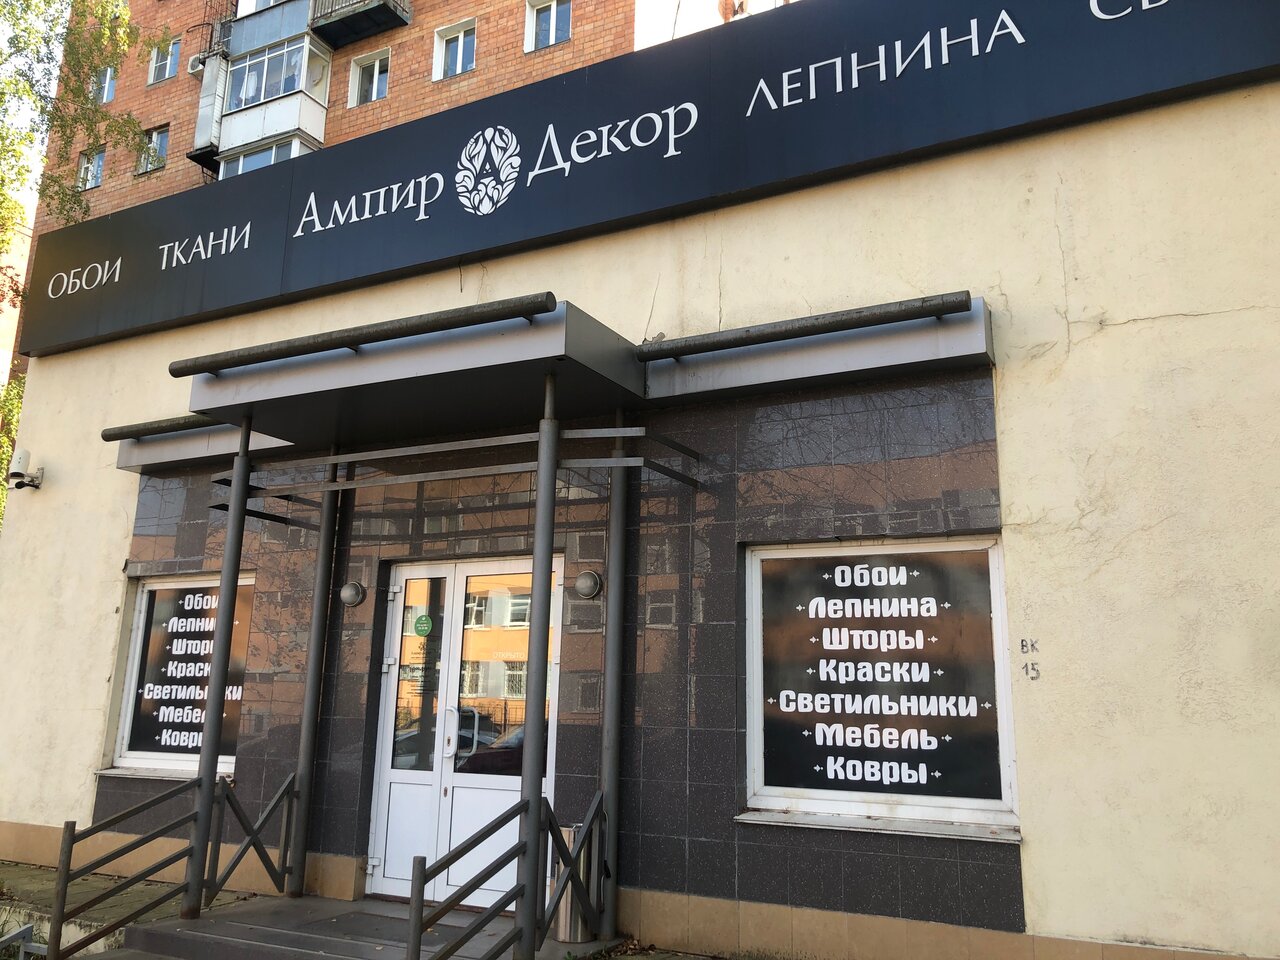 ОБОИ ТКАНИ Ампир А Декор ЛЕПНИНА
Обои
Лепнина
Шторы
Краски
Светильники
Мебель
Ковры
ОТКРЫТО
Обои
Лепнина
Шторы
Краски
Светильники
Мебель
Ковры
ВК
15